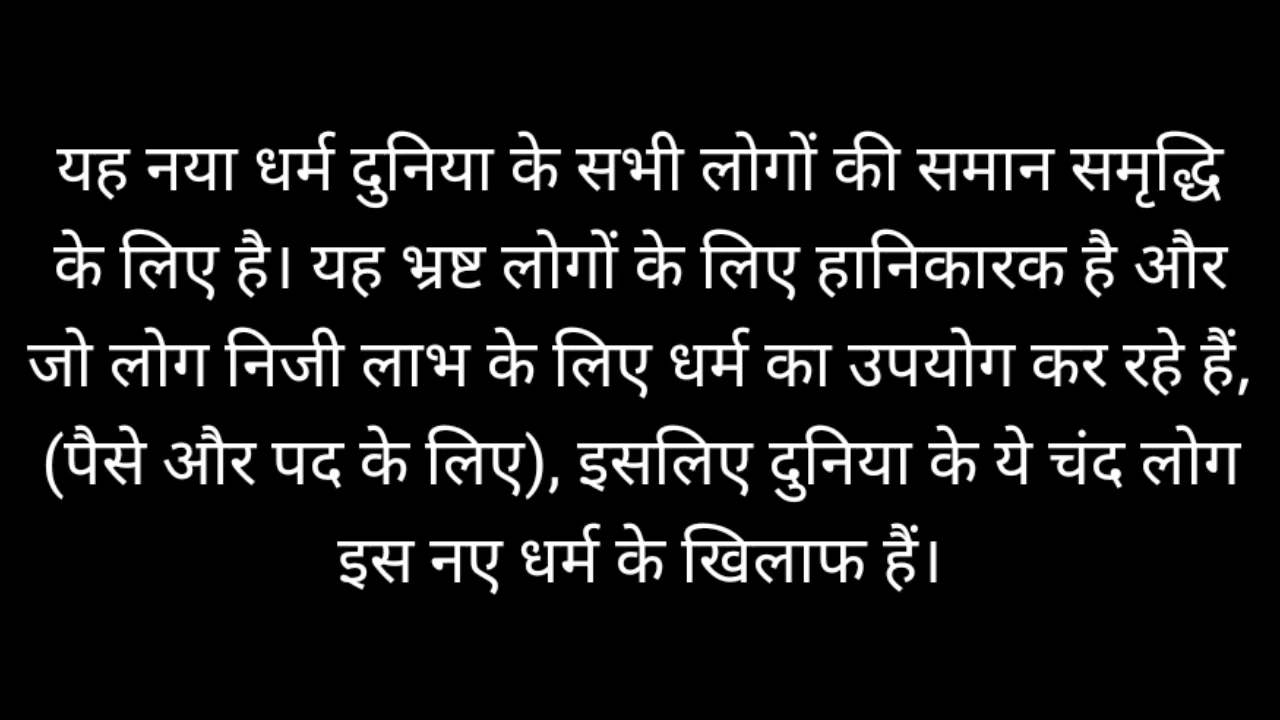 यह नया धर्म दुनिया के सभी लोगों की समान समृद्धि
के लिए है। यह भ्रष्ट लोगों के लिए हानिकारक है और
जो लोग निजी लाभ के लिए धर्म का उपयोग कर रहे हैं,
(पैसे और पद के लिए), इसलिए दुनिया के ये चंद लोग
इस नए धर्म के खिलाफ हैं।